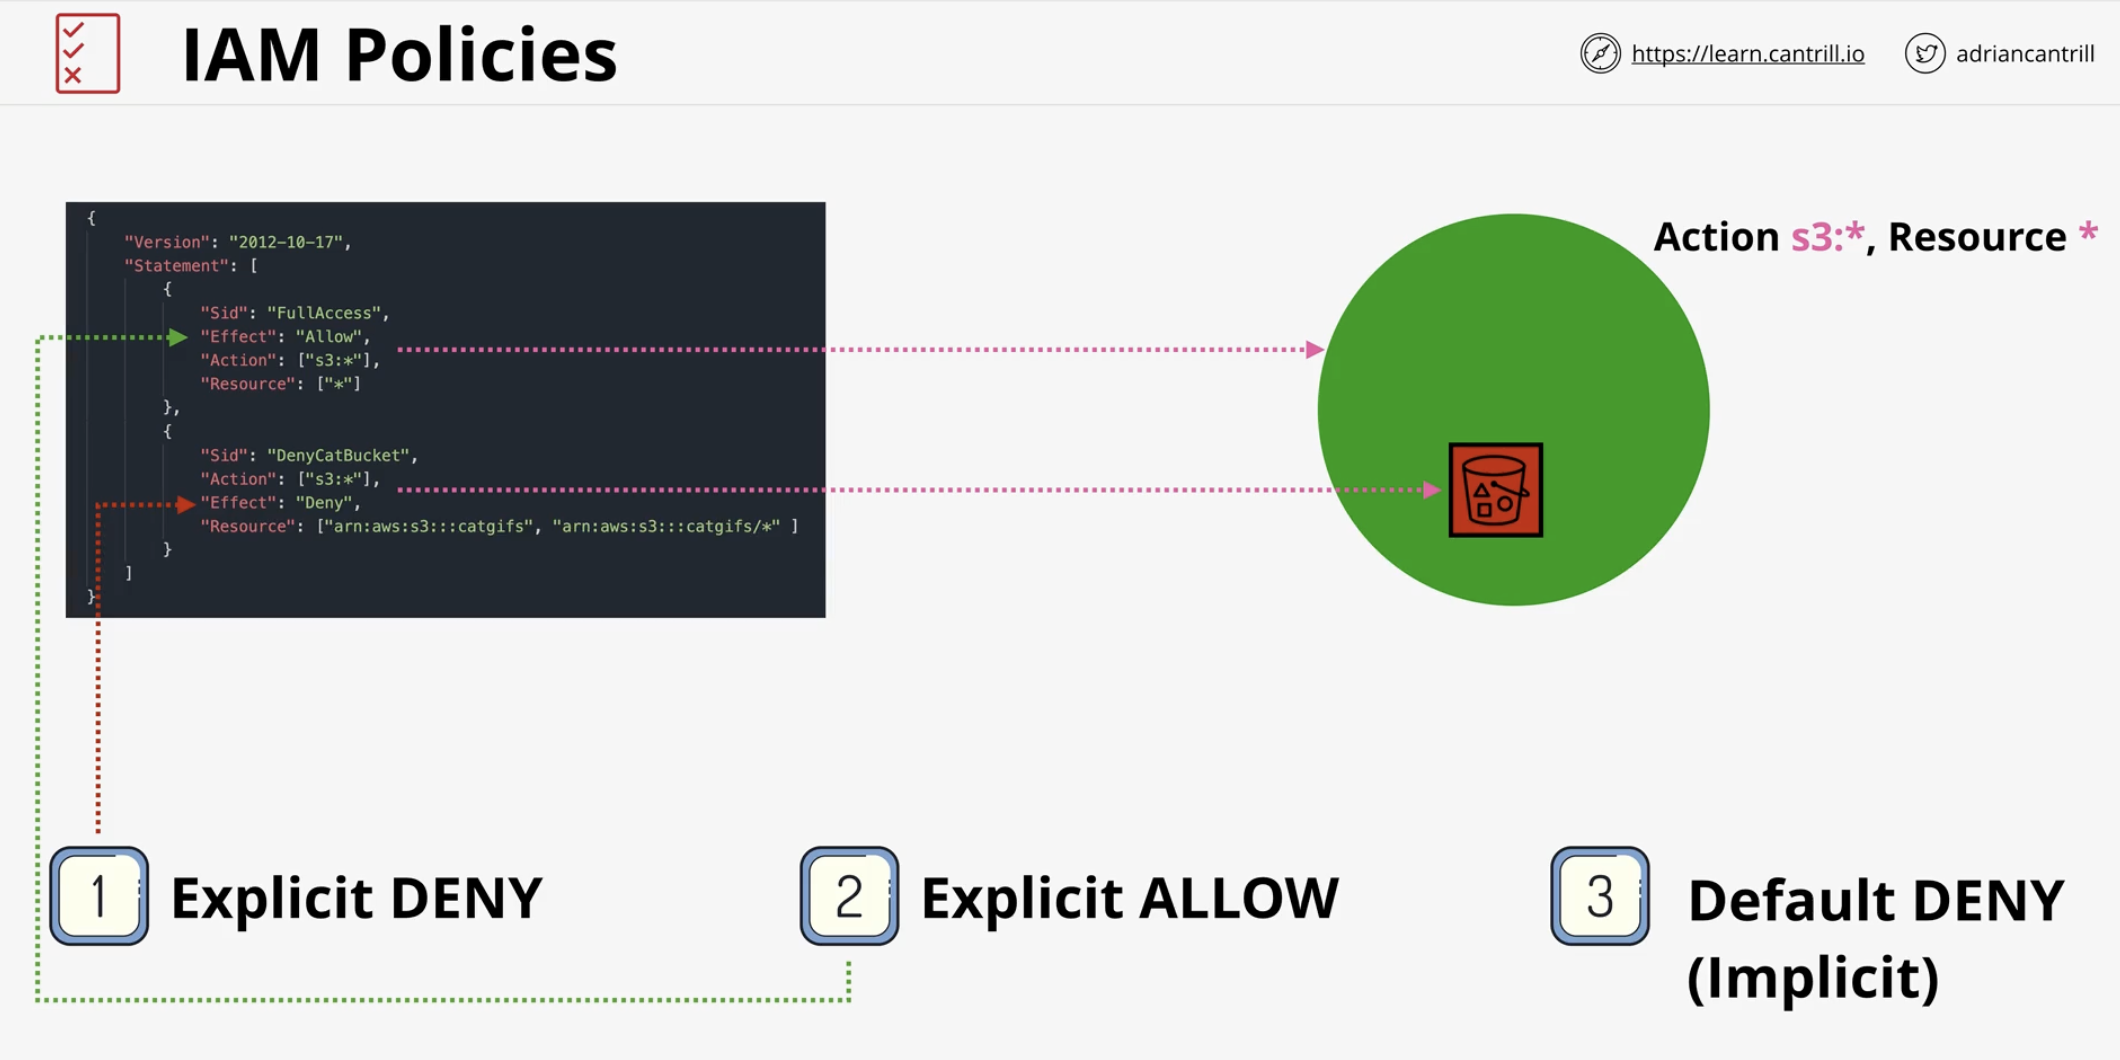 IAM Policies
https://learn.cantrill.io
adriancantrill
{
"Version": "2012-10-17",
"Statement": [
{
"Sid": "FullAccess",
"Effect": "Allow",
"Action": ["s3:*"],
"Resource": ["*"]
},
{
"Sid": "DenyCatBucket",
"Action": ["s3:*"],
"Effect": "Deny",
"Resource": ["arn:aws:s3:::catgifs", "arn:aws:s3:::catgifs/*" ]
}
]
}
Action s3:*, Resource *
1 Explicit DENY
2 Explicit ALLOW
3 Default DENY
(Implicit)